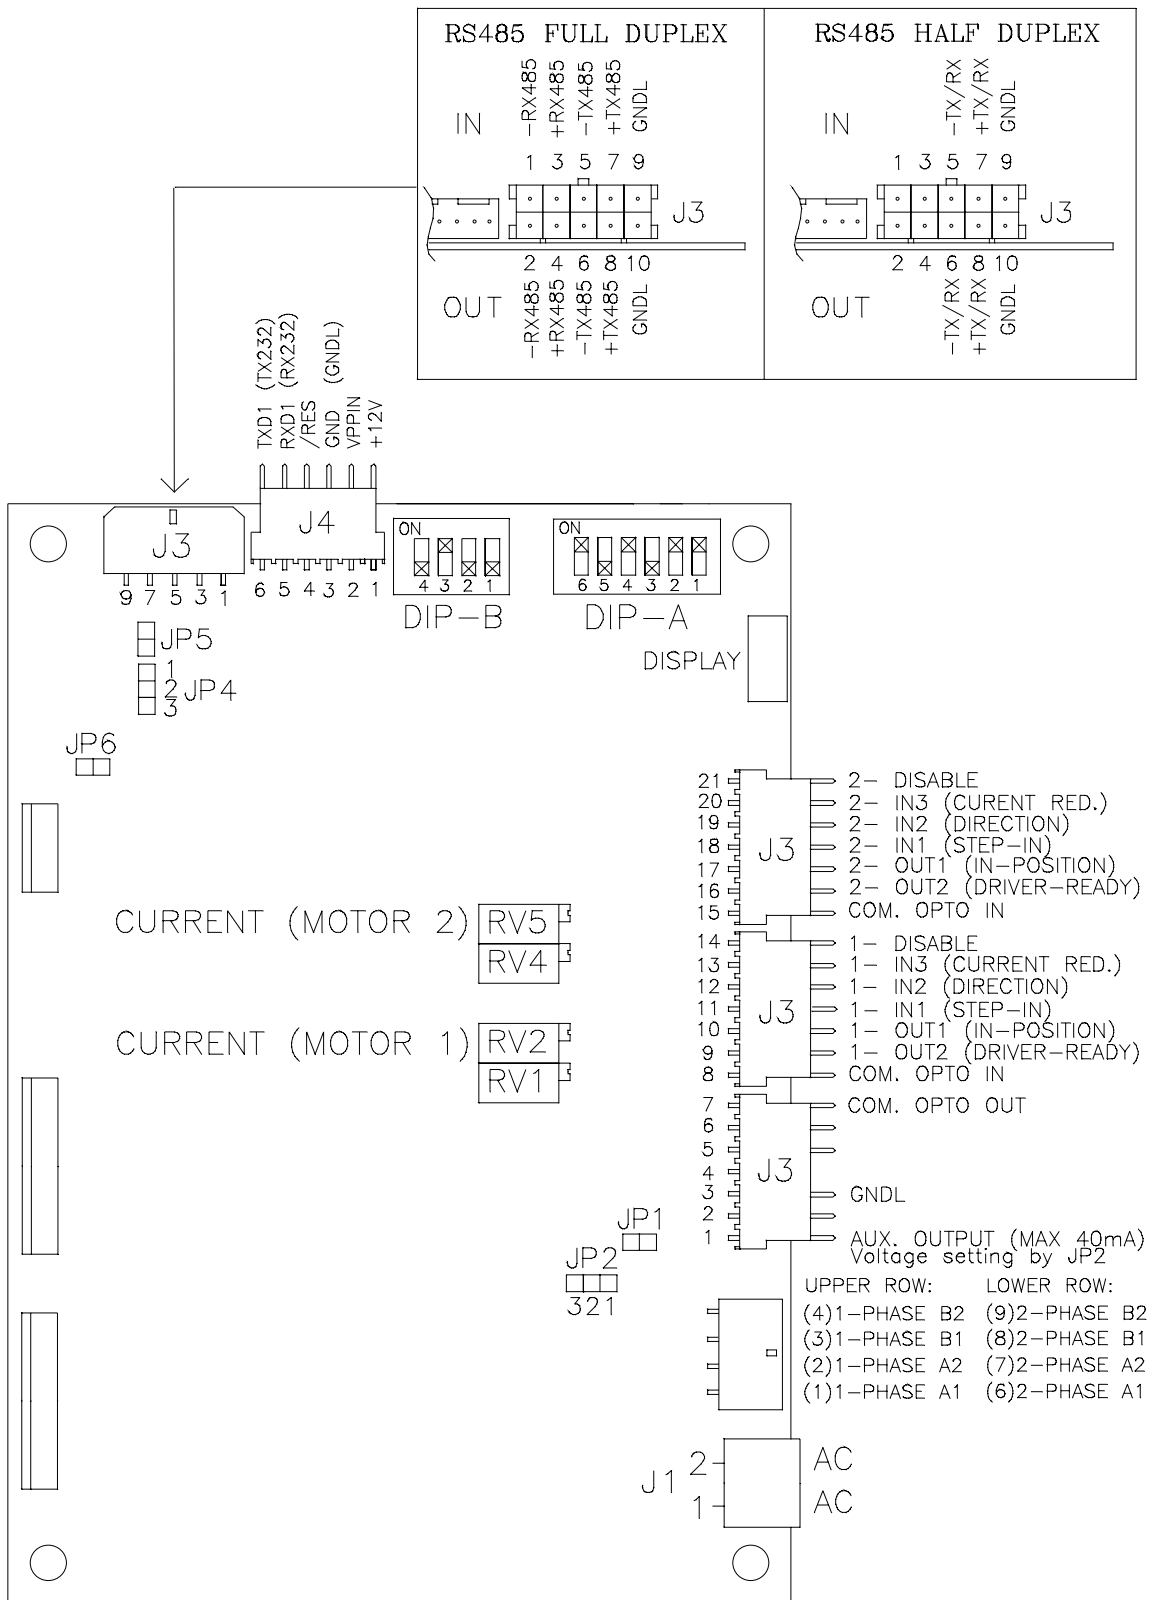 RS485 FULL DUPLEX
IN
-RX485
+RX485
-TX485
+TX485
GNDL
1 3 5 7 9
J3
2 4 6 8 10
OUT
-RX485
+RX485
-TX485
+TX485
GNDL
RS485 HALF DUPLEX
IN
-TX/RX
+TX/RX
GNDL
1 3 5 7 9
J3
2 4 6 8 10
OUT
-TX/RX
+TX/RX
GNDL
TXD1 (TX232)
RXD1 (RX232)
/RES
GND (GNDL)
VPPIN
+12V
J3
9 7 5 3 1
J4
6 5 4 3 2 1
ON
4 3 2 1
DIP-B
ON
6 5 4 3 2 1
DIP-A
JP5
1
2
3
JP4
JP6
DISPLAY
21 2- DISABLE
20 2- IN3 (CURENT RED.)
19 2- IN2 (DIRECTION)
18 2- IN1 (STEP-IN)
J3
17 2- OUT1 (IN-POSITION)
16 2- OUT2 (DRIVER-READY)
15 COM. OPTO IN
CURRENT (MOTOR 2) RV5
RV4
14 1- DISABLE
13 1- IN3 (CURRENT RED.)
12 1- IN2 (DIRECTION)
11 1- IN1 (STEP-IN)
J3
10 1- OUT1 (IN-POSITION)
9 1- OUT2 (DRIVER-READY)
8 COM. OPTO IN
CURRENT (MOTOR 1) RV2
RV1
7 COM. OPTO OUT
6
5
4
J3
3 GNDL
2
1 AUX. OUTPUT (MAX 40mA)
Voltage setting by JP2
JP1
JP2
321
UPPER ROW: LOWER ROW:
(4)1-PHASE B2 (9)2-PHASE B2
(3)1-PHASE B1 (8)2-PHASE B1
(2)1-PHASE A2 (7)2-PHASE A2
(1)1-PHASE A1 (6)2-PHASE A1
J1
2 AC
1 AC